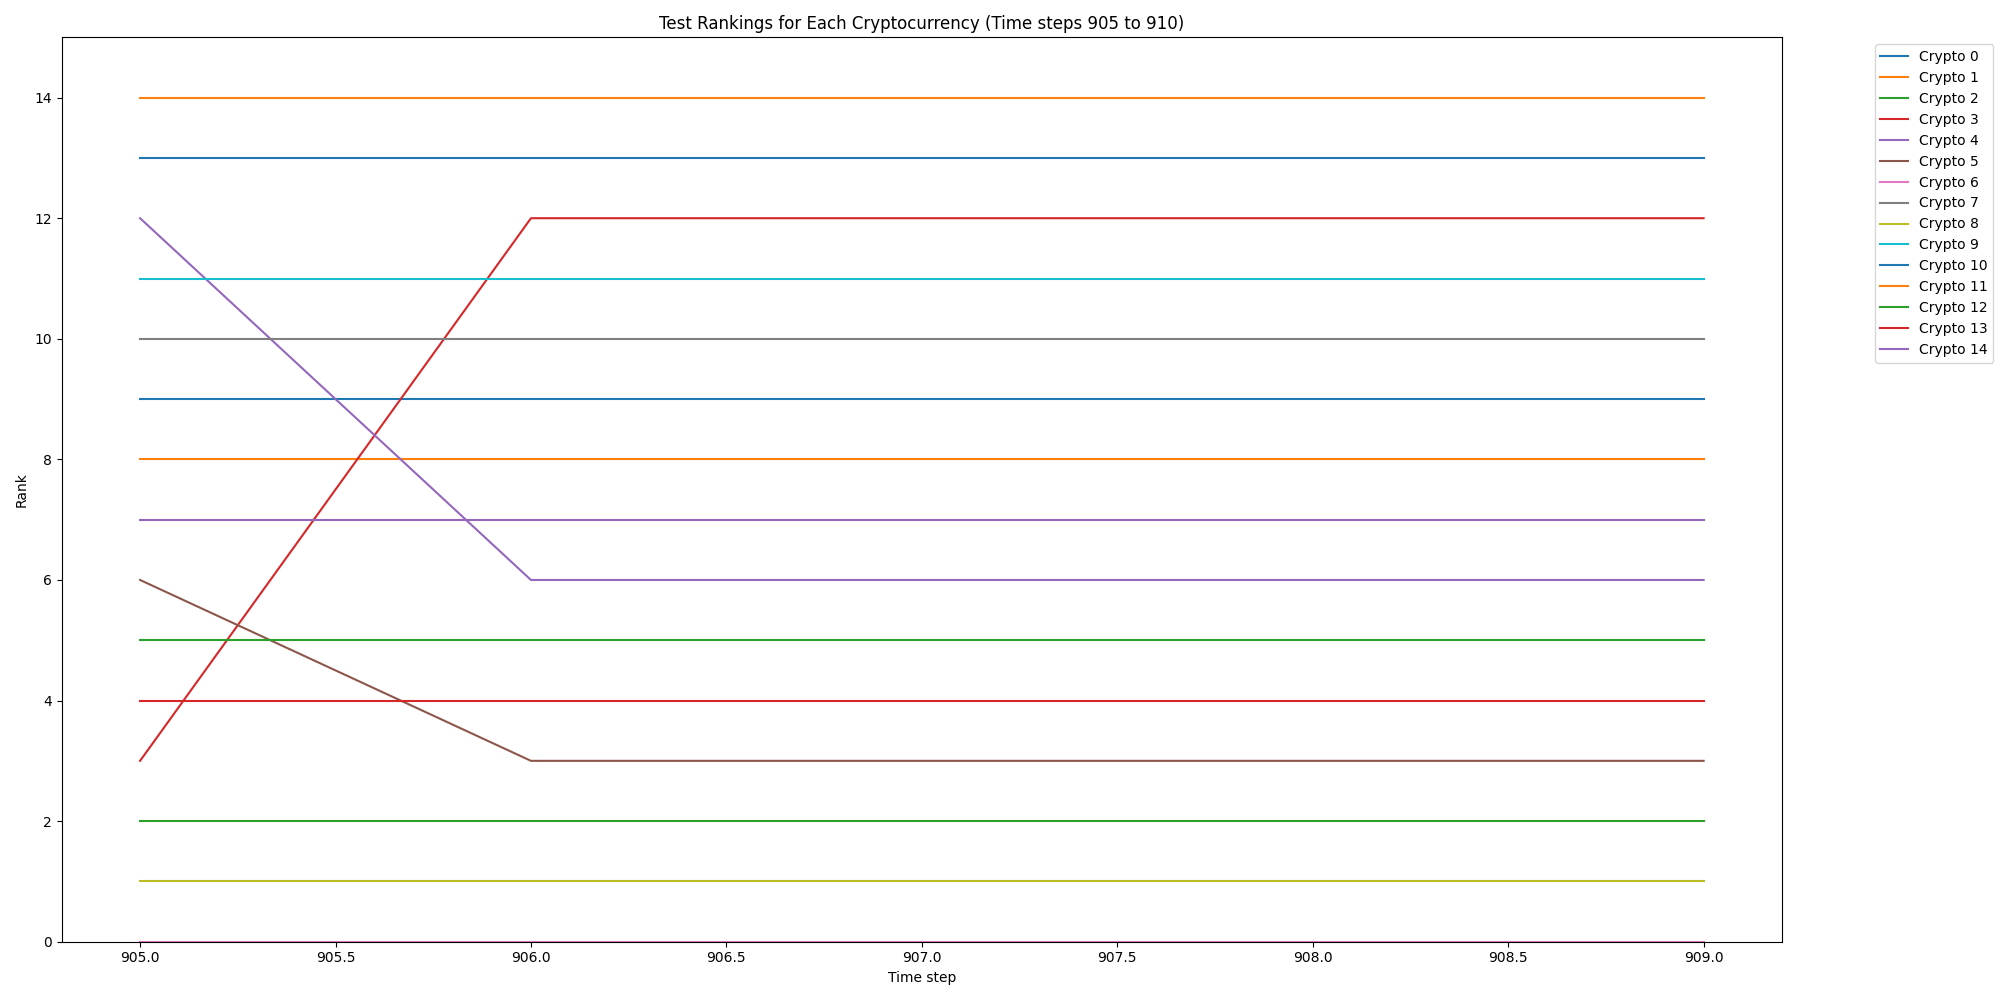 Test Rankings for Each Cryptocurrency (Time steps 905 to 910)
14
12
10
8
6
4
2
0
Rank
905.0 905.5 906.0 906.5 907.0 907.5 908.0 908.5 909.0
Time step
Crypto 0
Crypto 1
Crypto 2
Crypto 3
Crypto 4
Crypto 5
Crypto 6
Crypto 7
Crypto 8
Crypto 9
Crypto 10
Crypto 11
Crypto 12
Crypto 13
Crypto 14